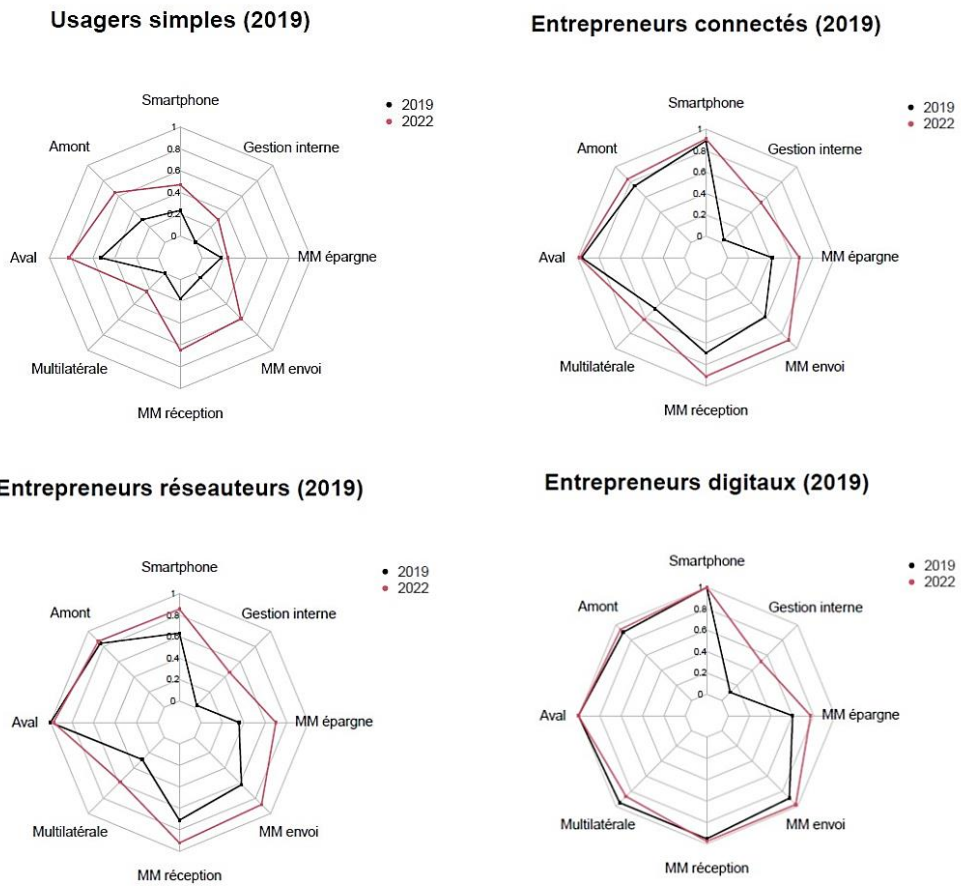 Usagers simples (2019)
Smartphone
2019
2022
Amont
Gestion interne
1
0.8
0.6
0.4
0.2
0
Aval
MM épargne
Multilatérale
MM envoi
MM réception
Entrepreneurs connectés (2019)
Smartphone
2019
2022
Amont
Gestion interne
1
0.8
0.6
0.4
0.2
0
Aval
MM épargne
Multilatérale
MM envoi
MM réception
Entrepreneurs réseauteurs (2019)
Smartphone
2019
2022
Amont
Gestion interne
1
0.8
0.6
0.4
0.2
0
Aval
MM épargne
Multilatérale
MM envoi
MM réception
Entrepreneurs digitaux (2019)
Smartphone
2019
2022
Amont
Gestion interne
1
0.8
0.6
0.4
0.2
0
Aval
MM épargne
Multilatérale
MM envoi
MM réception